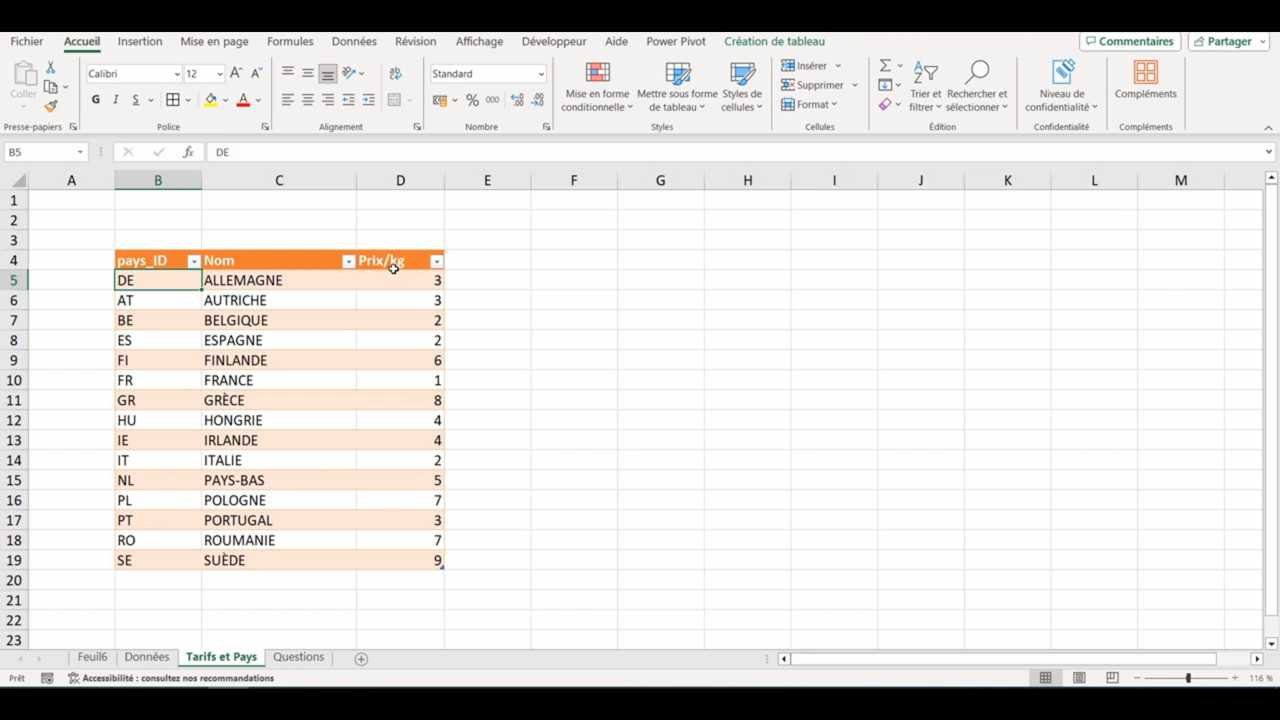 Fichier Accueil Insertion Mise en page Formules Données Révision Affichage Développeur Aide Power Pivot Création de tableau Commentaires Partager
Coller Calibri 12 Standard Mise en forme conditionnelle Mettre sous forme de tableau Styles de cellules Insérer Supprimer Format Trier et filtrer Rechercher et sélectionner Niveau de confidentialité Compléments
G I S A % 000
Presse-papiers Police Alignement Nombre Styles Cellules Édition Confidentialité Compléments
B5 fx DE
A B C D E F G H I J K L M
1
2
3
4 pays_ID Nom Prix/kg
5 DE ALLEMAGNE 3
6 AT AUTRICHE 3
7 BE BELGIQUE 2
8 ES ESPAGNE 2
9 FI FINLANDE 6
10 FR FRANCE 1
11 GR GRÈCE 8
12 HU HONGRIE 4
13 IE IRLANDE 4
14 IT ITALIE 2
15 NL PAYS-BAS 5
16 PL POLOGNE 7
17 PT PORTUGAL 3
18 RO ROUMANIE 7
19 SE SUÈDE 9
20
21
22
23
Feuil6 Données Tarifs et Pays Questions
Prêt Accessibilité : consultez nos recommandations 116 %